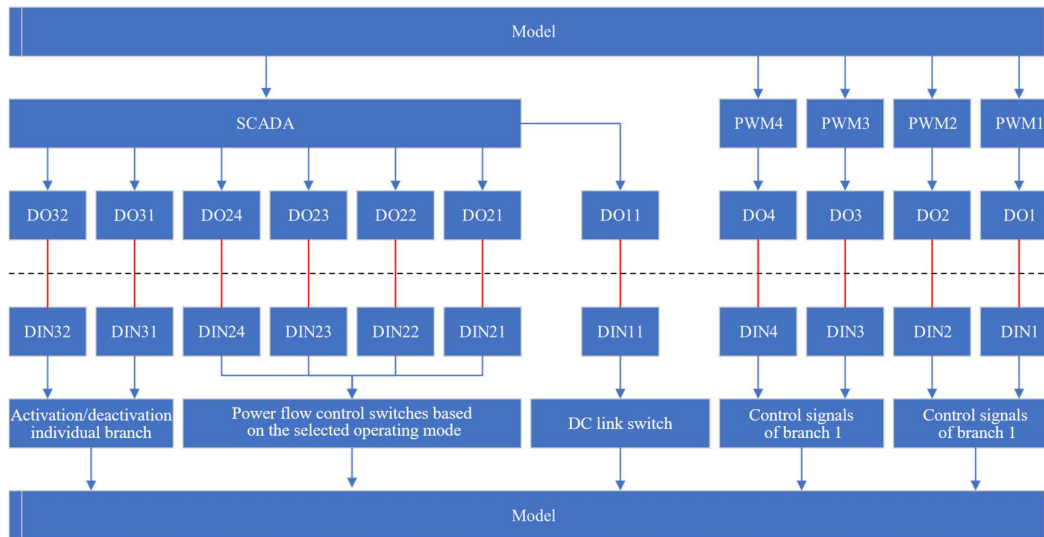 Model
SCADA
PWM4
PWM3
PWM2
PWM1
DO32
DO31
DO24
DO23
DO22
DO21
DO11
DO4
DO3
DO2
DO1
DIN32
DIN31
DIN24
DIN23
DIN22
DIN21
DIN11
DIN4
DIN3
DIN2
DIN1
Activation/deactivation
individual branch
Power flow control switches based
on the selected operating mode
DC link switch
Control signals
of branch 1
Control signals
of branch 1
Model